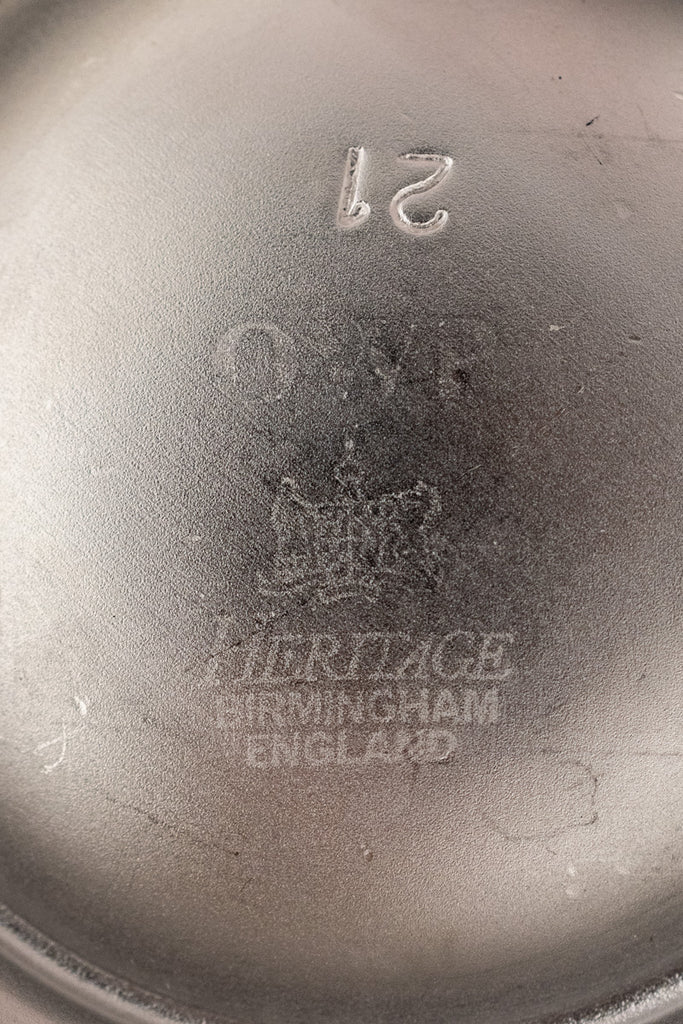 21
HERITAGE
BIRMINGHAM
ENGLAND